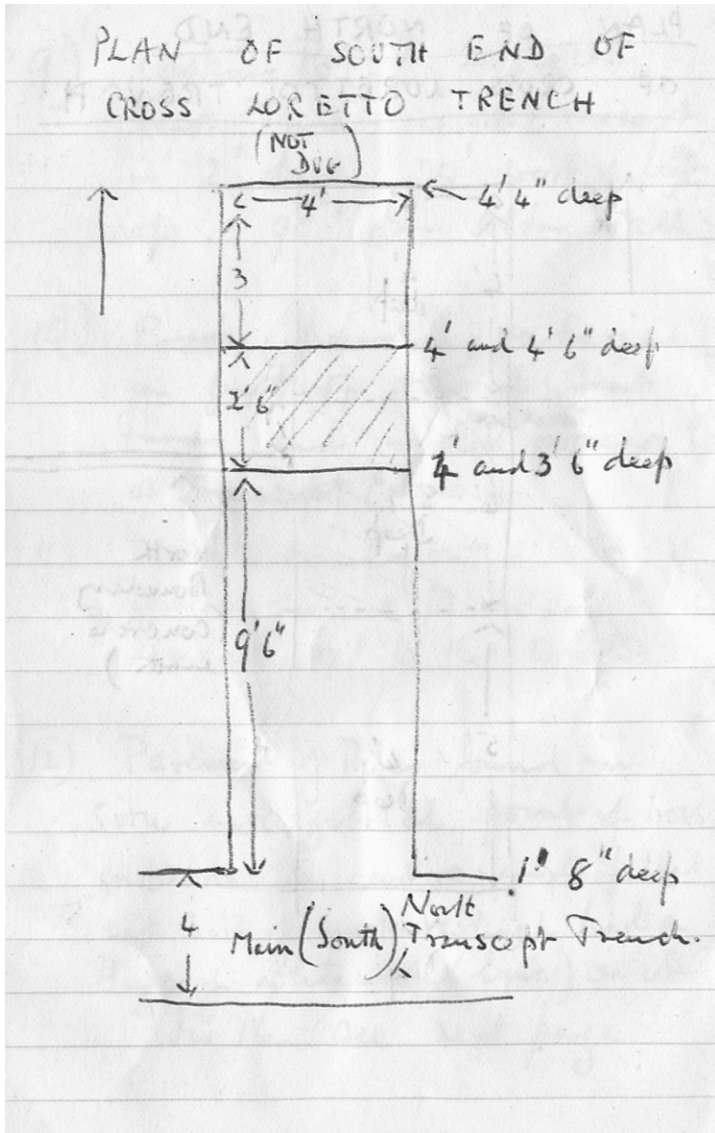 PLAN OF SOUTH END OF
CROSS LORETTO TRENCH
(NOT
DUG)
4'
4' 4" deep
3
4' and 4' 6" deep
2' 6"
4' and 3' 6" deep
9' 6"
1' 8" deep
4
North
Main (South) Transcept Trench.